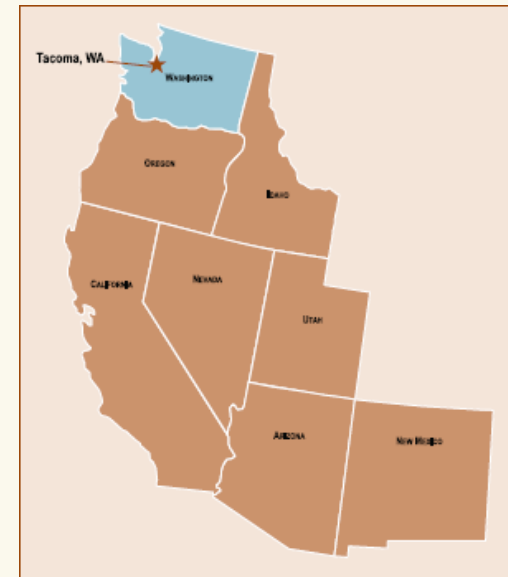 Tacoma, WA
WASHINGTON
OREGON
IDAHO
CALIFORNIA
NEVADA
UTAH
ARIZONA
NEW MEXICO